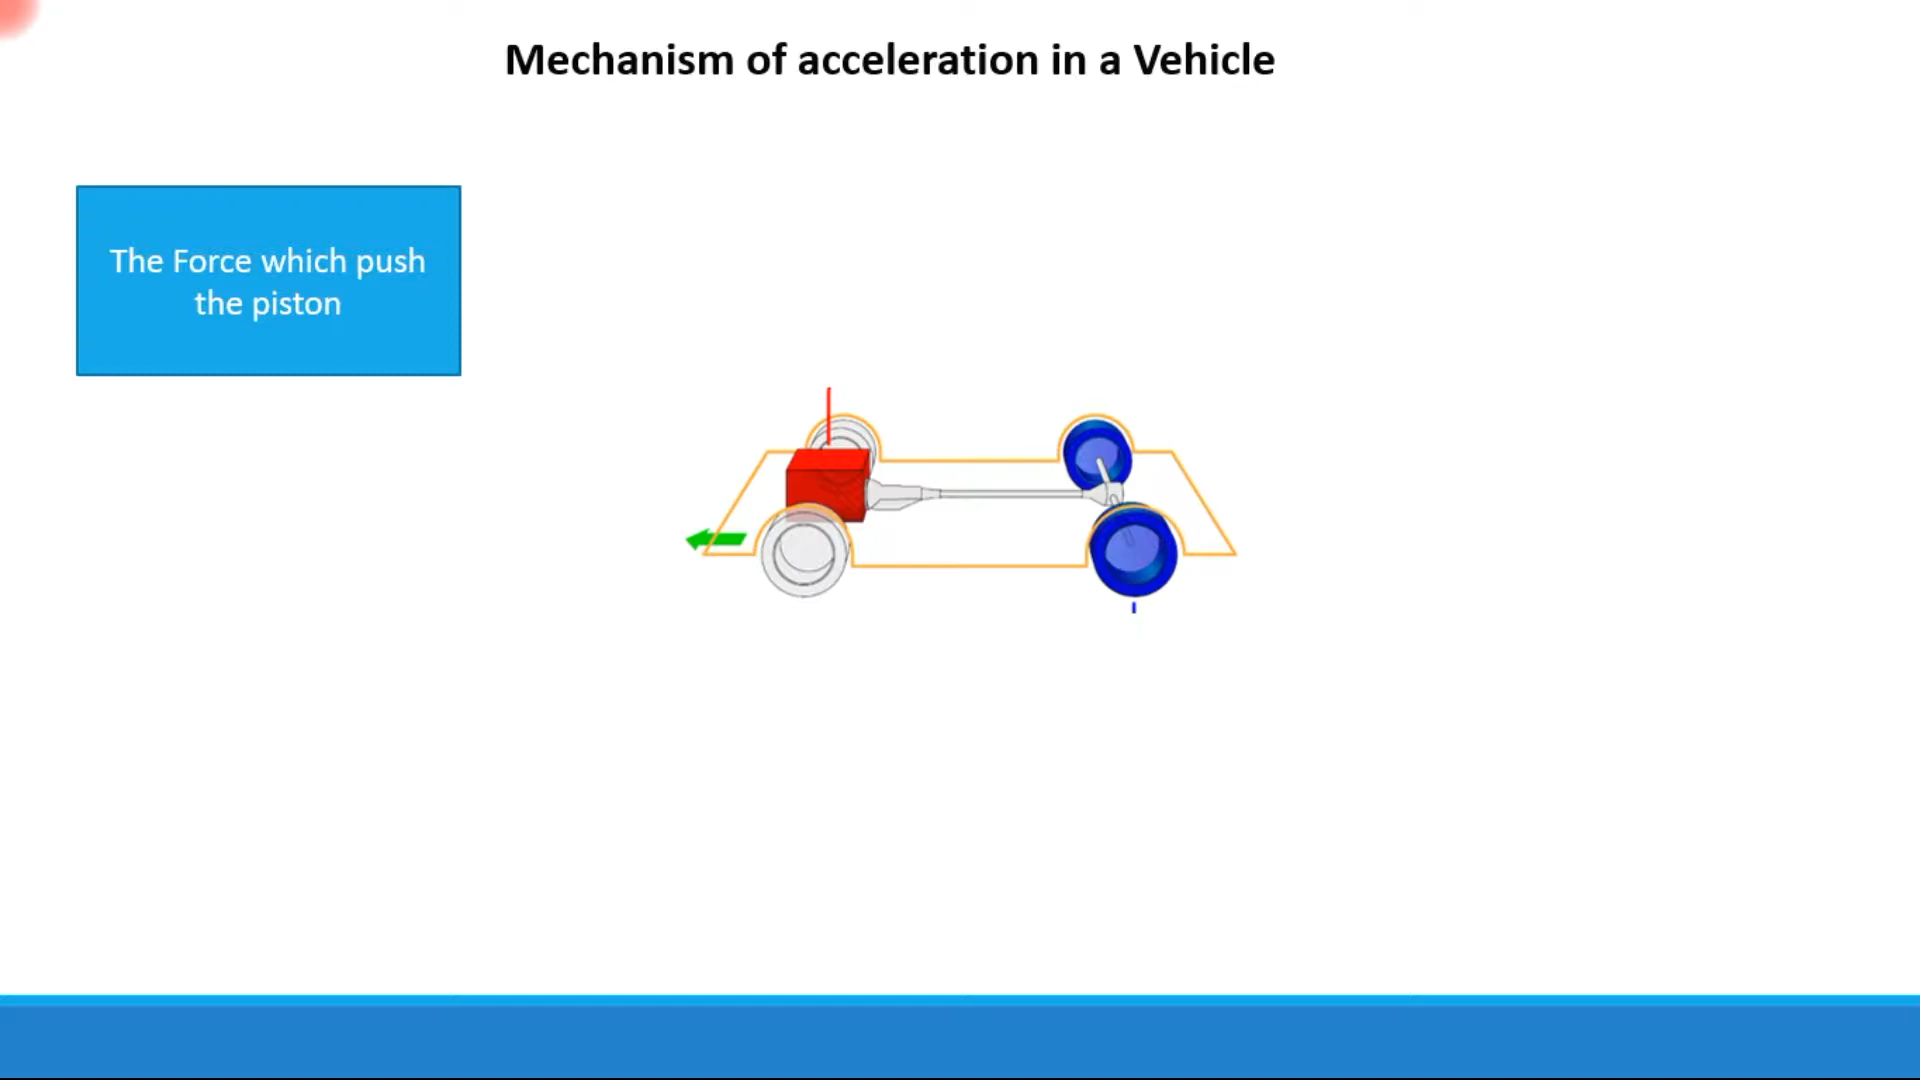 Mechanism of acceleration in a Vehicle
The Force which push
the piston